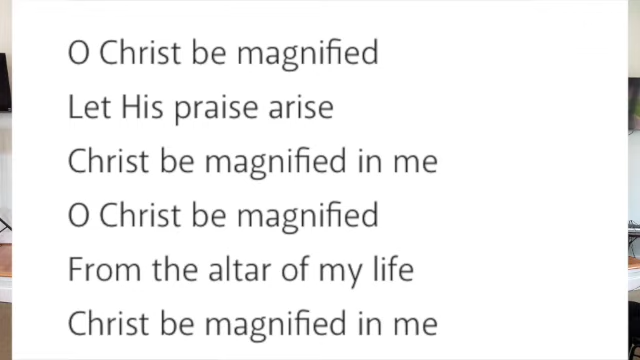 O Christ be magnified
Let His praise arise
Christ be magnified in me
O Christ be magnified
From the altar of my life
Christ be magnified in me